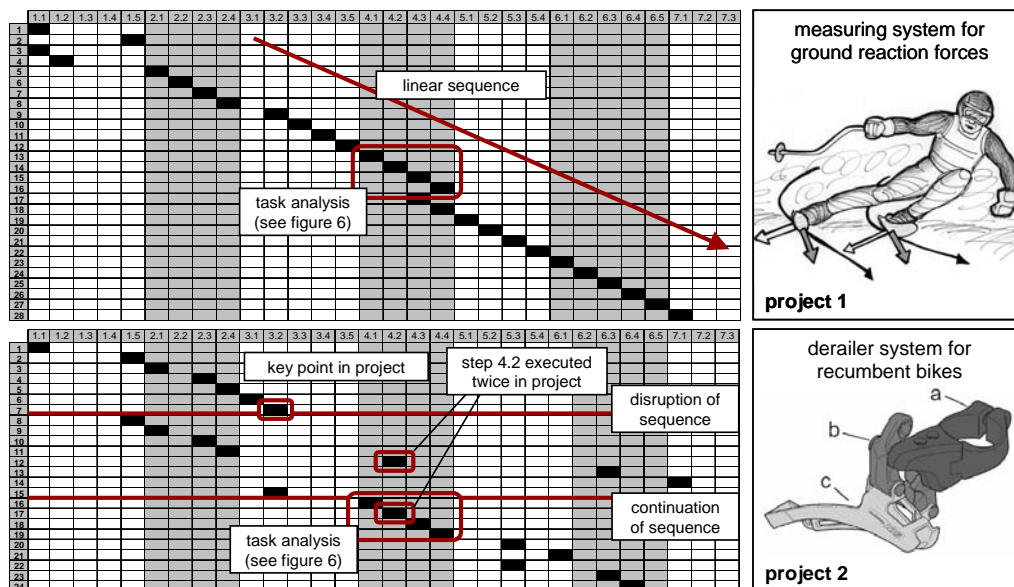 1.1 1.2 1.3 1.4 1.5 2.1 2.2 2.3 2.4 3.1 3.2 3.3 3.4 3.5 4.1 4.2 4.3 4.4 5.1 5.2 5.3 5.4 6.1 6.2 6.3 6.4 6.5 7.1 7.2 7.3
1
2
3
4
5
6
7
8
9
10
11
12
13
14
15
16
17
18
19
20
21
22
23
24
25
26
27
28
linear sequence
task analysis
(see figure 6)
measuring system for
ground reaction forces
project 1
1.1 1.2 1.3 1.4 1.5 2.1 2.2 2.3 2.4 3.1 3.2 3.3 3.4 3.5 4.1 4.2 4.3 4.4 5.1 5.2 5.3 5.4 6.1 6.2 6.3 6.4 6.5 7.1 7.2 7.3
1
2
3
4
5
6
7
8
9
10
11
12
13
14
15
16
17
18
19
20
21
22
23
24
key point in project
step 4.2 executed
twice in project
disruption of
sequence
continuation
of sequence
task analysis
(see figure 6)
derailer system for
recumbent bikes
a
b
c
project 2